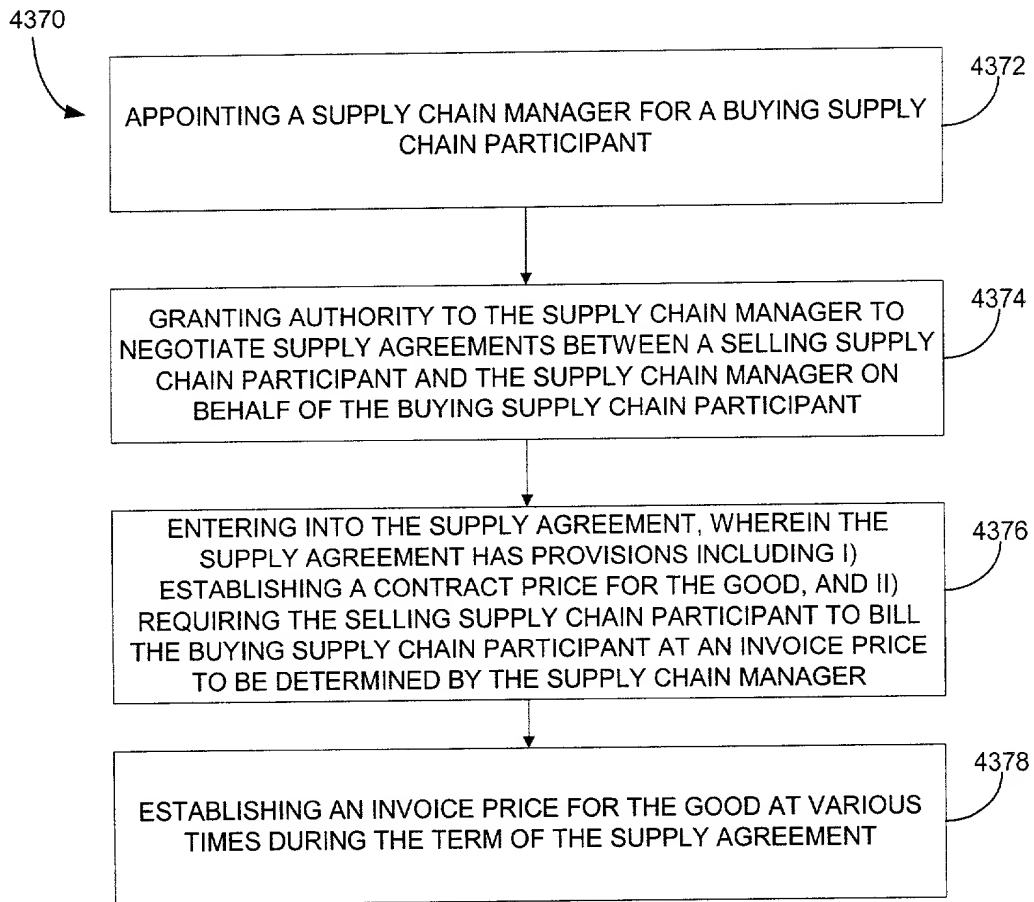 4370
4372
APPOINTING A SUPPLY CHAIN MANAGER FOR A BUYING SUPPLY
CHAIN PARTICIPANT
4374
GRANTING AUTHORITY TO THE SUPPLY CHAIN MANAGER TO
NEGOTIATE SUPPLY AGREEMENTS BETWEEN A SELLING SUPPLY
CHAIN PARTICIPANT AND THE SUPPLY CHAIN MANAGER ON
BEHALF OF THE BUYING SUPPLY CHAIN PARTICIPANT
4376
ENTERING INTO THE SUPPLY AGREEMENT, WHEREIN THE
SUPPLY AGREEMENT HAS PROVISIONS INCLUDING I)
ESTABLISHING A CONTRACT PRICE FOR THE GOOD, AND II)
REQUIRING THE SELLING SUPPLY CHAIN PARTICIPANT TO BILL
THE BUYING SUPPLY CHAIN PARTICIPANT AT AN INVOICE PRICE
TO BE DETERMINED BY THE SUPPLY CHAIN MANAGER
4378
ESTABLISHING AN INVOICE PRICE FOR THE GOOD AT VARIOUS
TIMES DURING THE TERM OF THE SUPPLY AGREEMENT